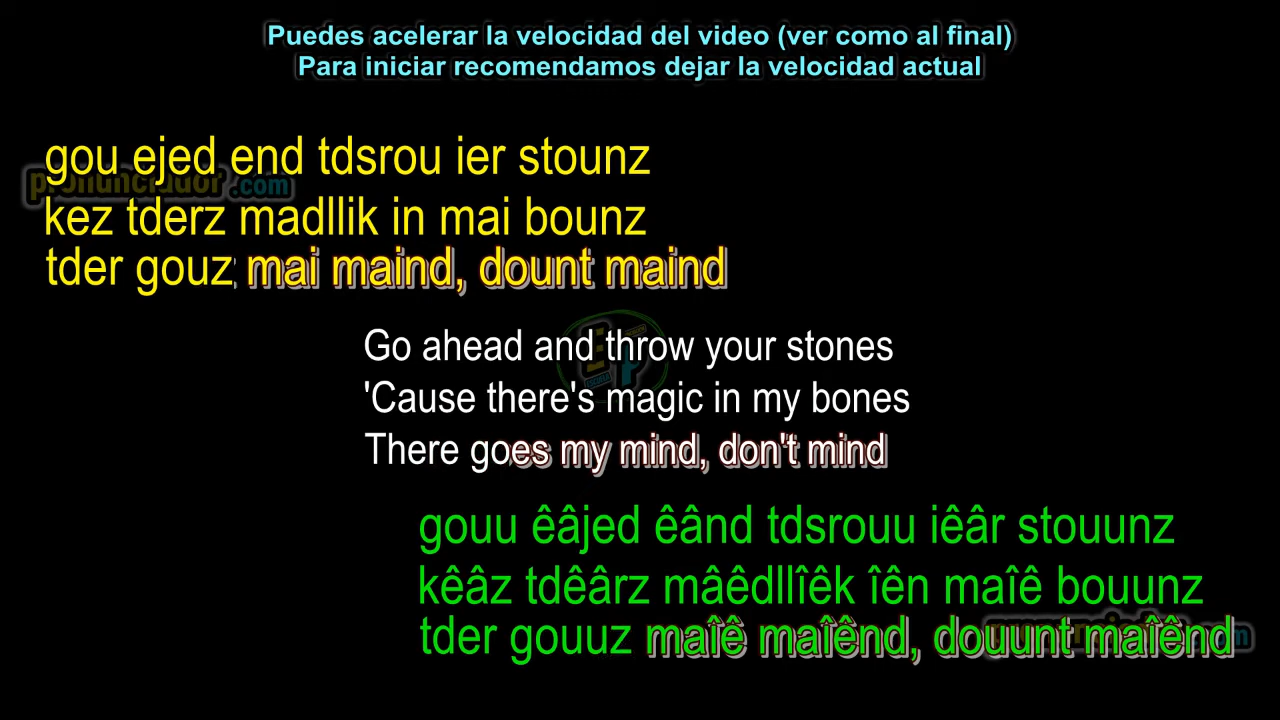 Puedes acelerar la velocidad del video (ver como al final)
Para iniciar recomendamos dejar la velocidad actual
gou ejed end tdsrou ier stounz
pronunciador.com
kez tderz madllik in mai bounz
tder gouz mai maind, dount maind
Go ahead and throw your stones
'Cause there's magic in my bones
There goes my mind, don't mind
gouu êâjed êând tdsrouu iêâr stouunz
kêâz tdêârz mâêdllîêk îên maîê bouunz
tder gouuz maîê maîênd, douunt maîênd